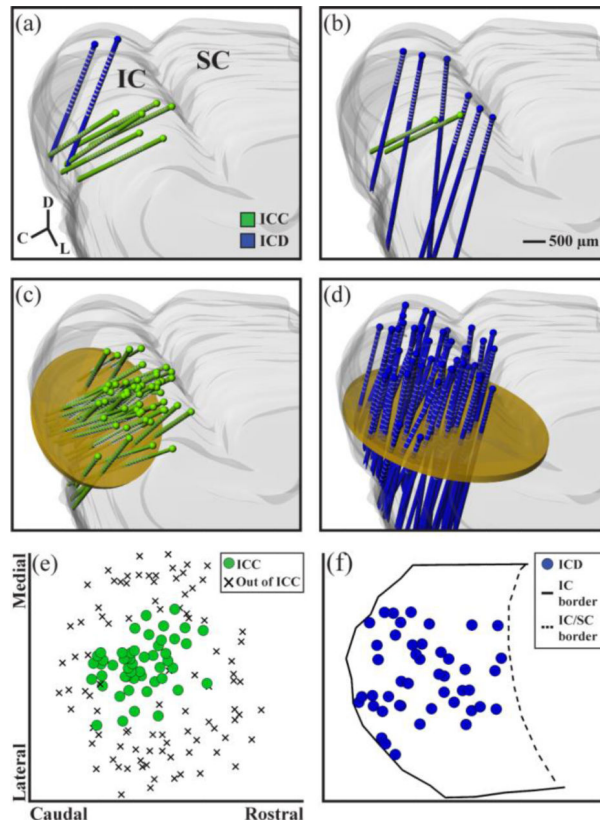 (a)
IC
SC
D
C
L
ICC
ICD
(b)
500 μm
(c)
(d)
(e)
ICC
Out of ICC
Medial
Lateral
Caudal
Rostral
(f)
ICD
IC
border
IC/SC
border